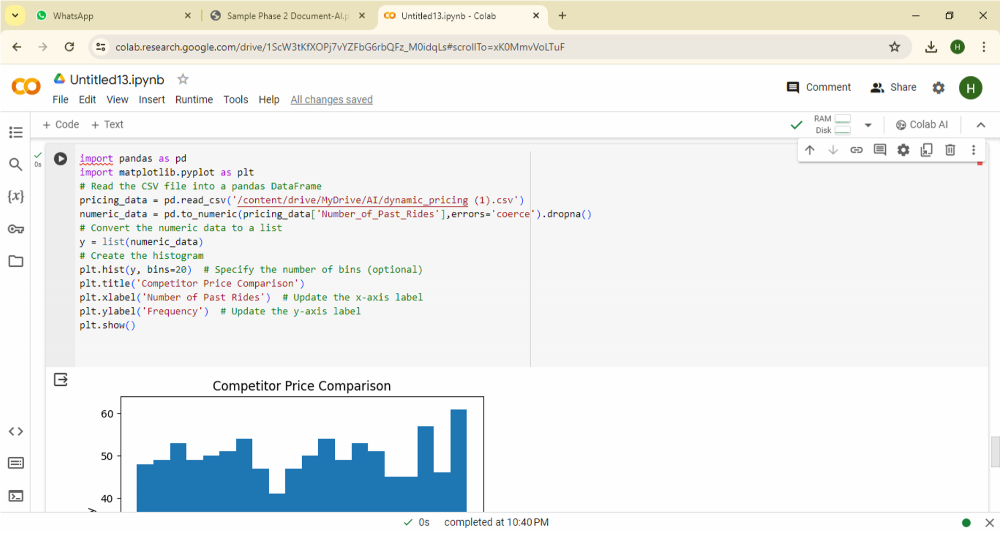 WhatsApp
Sample Phase 2 Document-AI.p
Untitled13.ipynb - Colab
colab.research.google.com/drive/1ScW3tKfXOPj7vYZFbG6rbQFz_M0idqLs#scrollTo=xK0MmvVoLTuF
H
CO
Untitled13.ipynb
Comment
Share
H
File Edit View Insert Runtime Tools Help All changes saved
+ Code + Text
RAM
Disk
Colab AI
0s
import pandas as pd
import matplotlib.pyplot as plt
# Read the CSV file into a pandas DataFrame
pricing_data = pd.read_csv('/content/drive/MyDrive/AI/dynamic_pricing (1).csv')
numeric_data = pd.to_numeric(pricing_data['Number_of_Past_Rides'],errors='coerce').dropna()
# Convert the numeric data to a list
y = list(numeric_data)
# Create the histogram
plt.hist(y, bins=20)  # Specify the number of bins (optional)
plt.title('Competitor Price Comparison')
plt.xlabel('Number of Past Rides')  # Update the x-axis label
plt.ylabel('Frequency')  # Update the y-axis label
plt.show()
{x}
Competitor Price Comparison
60
50
40
y
0s completed at 10:40 PM